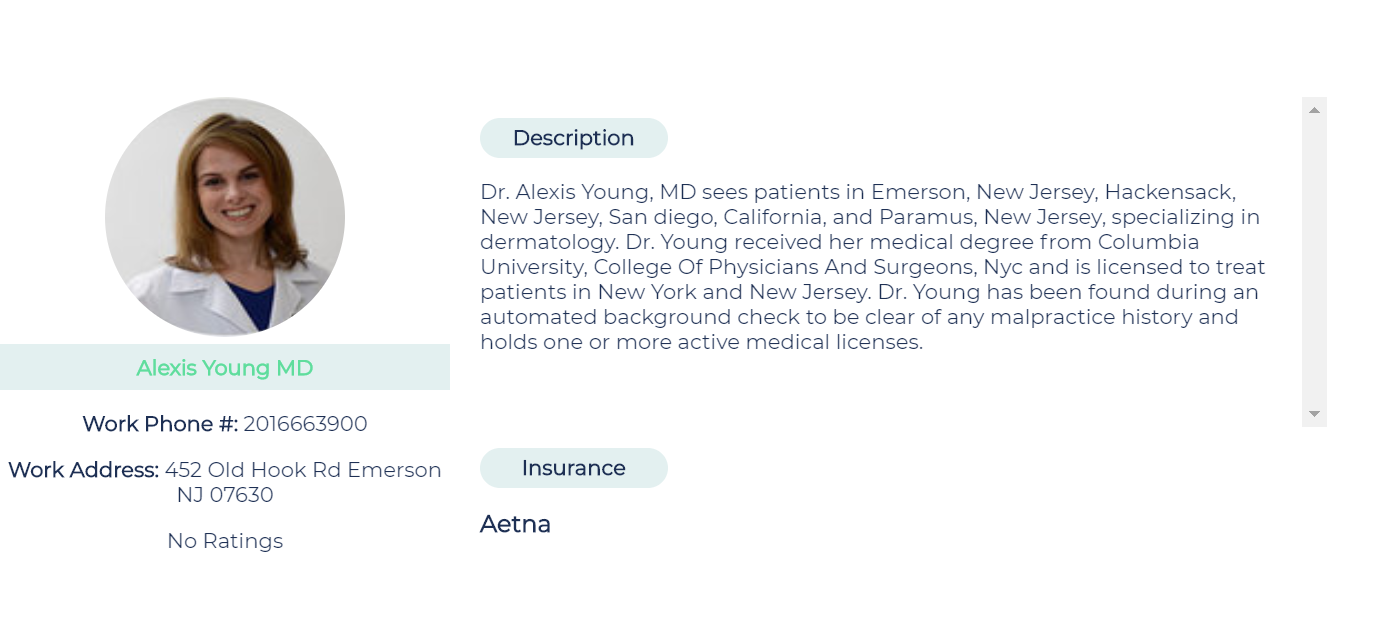 Alexis Young MD
Work Phone #: 2016663900
Work Address: 452 Old Hook Rd Emerson
NJ 07630
No Ratings
Description
Dr. Alexis Young, MD sees patients in Emerson, New Jersey, Hackensack,
New Jersey, San diego, California, and Paramus, New Jersey, specializing in
dermatology. Dr. Young received her medical degree from Columbia
University, College Of Physicians And Surgeons, Nyc and is licensed to treat
patients in New York and New Jersey. Dr. Young has been found during an
automated background check to be clear of any malpractice history and
holds one or more active medical licenses.
Insurance
Aetna